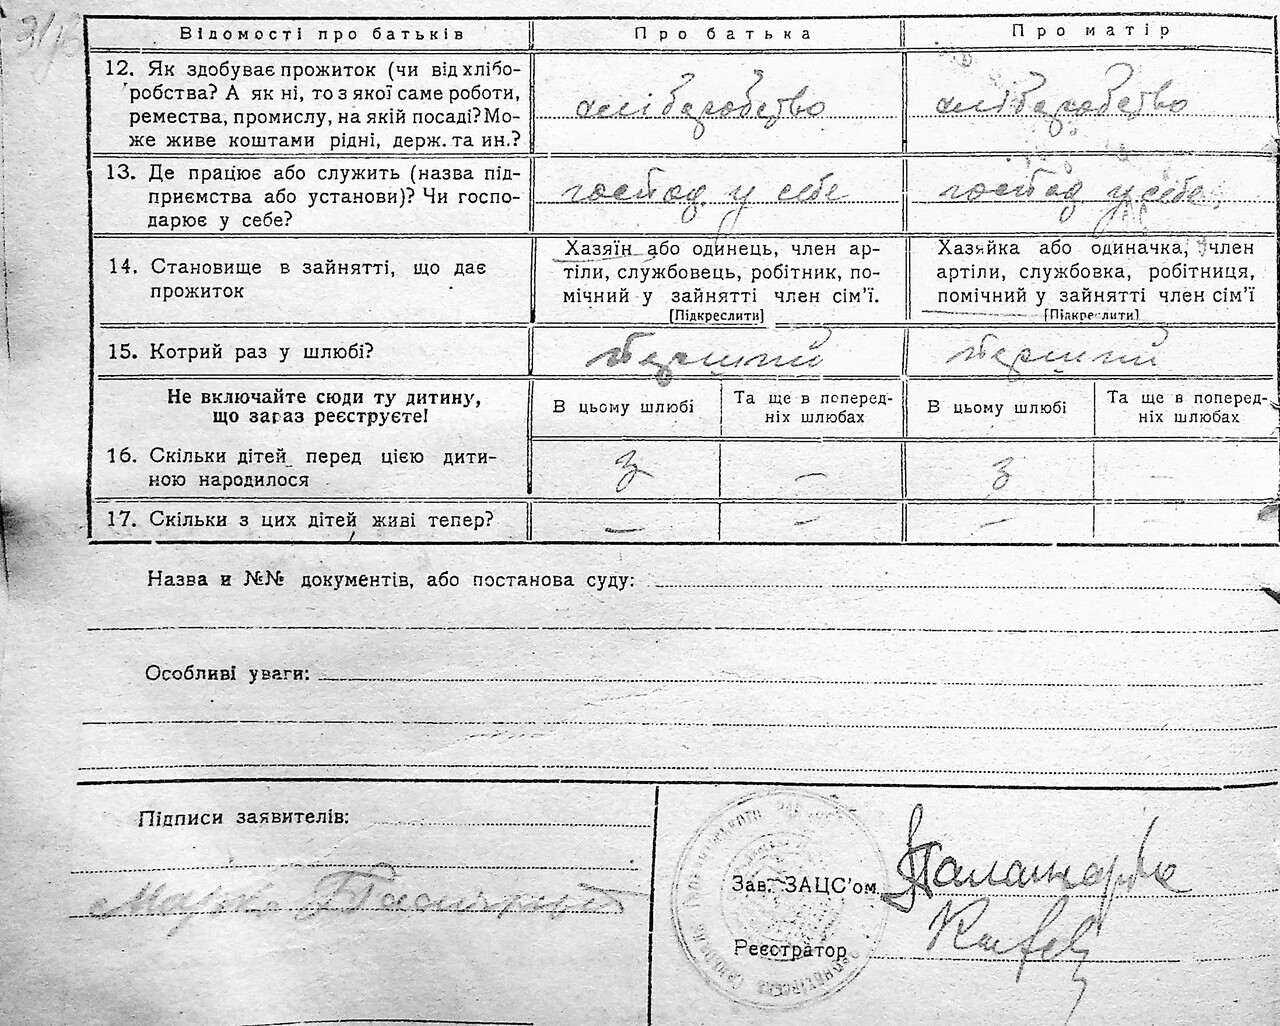 Відомості про батьків
Про батька
Про матір
12. Як здобуває прожиток (чи від хлібо-
робства? А як ні, то з якої саме роботи,
ремества, промислу, на якій посаді? Мо-
же живе коштами рідні, держ. та ин.?
хліборобство
хліборобство
13. Де працює або служить (назва під-
приємства або установи)? Чи госпо-
дарює у себе?
господ. у себе
господ у себе
14. Становище в зайнятті, що дає
прожиток
Хазяїн або одинець, член ар-
тіли, службовець, робітник, по-
мічний у зайнятті член сім’ї.
[Підкреслити]
Хазяйка або одиначка, член
артіли, службовка, робітниця,
помічний у зайнятті член сім’ї
[Підкреслити]
15. Котрий раз у шлюбі?
перший
перший
Не включайте сюди ту дитину,
що зараз реєструєте!
В цьому шлюбі
Та ще в поперед-
ніх шлюбах
В цьому шлюбі
Та ще в поперед-
ніх шлюбах
16. Скільки дітей перед цією дити-
ною народилося
3
–
3
–
17. Скільки з цих дітей живі тепер?
–
–
–
–
Назва и №№ документів, або постанова суду:
Особливі уваги:
Підписи заявителів:
Зав. ЗАЦС’ом
Реєстратор